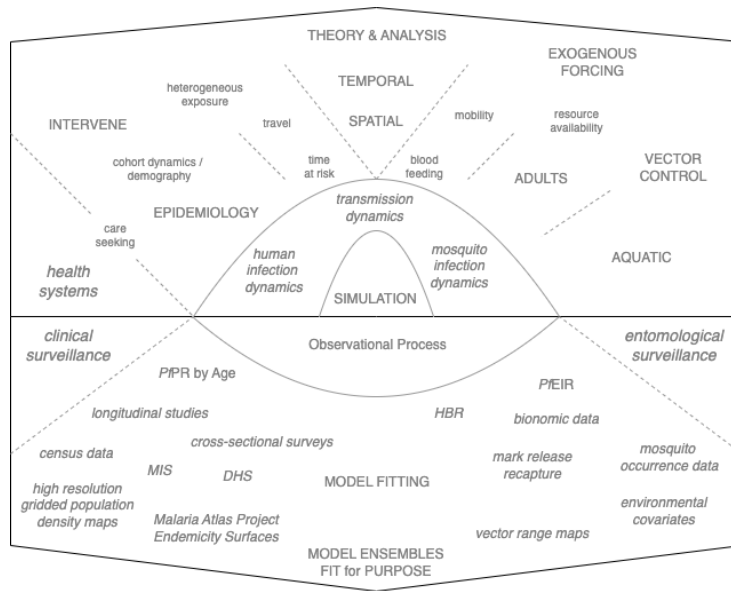 THEORY & ANALYSIS
EXOGENOUS
FORCING
TEMPORAL
heterogeneous
exposure
INTERVENE
travel
SPATIAL
mobility
resource
availability
cohort dynamics /
demography
time
at risk
blood
feeding
ADULTS
VECTOR
CONTROL
EPIDEMIOLOGY
transmission
dynamics
care
seeking
human
infection
dynamics
mosquito
infection
dynamics
AQUATIC
health
systems
SIMULATION
clinical
surveillance
Observational Process
entomological
surveillance
PfPR by Age
PfEIR
longitudinal studies
HBR
bionomic data
census data
cross-sectional surveys
MIS
DHS
MODEL FITTING
mark release
recapture
mosquito
occurrence data
high resolution
gridded population
density maps
Malaria Atlas Project
Endemicity Surfaces
vector range maps
environmental
covariates
MODEL ENSEMBLES
FIT for PURPOSE